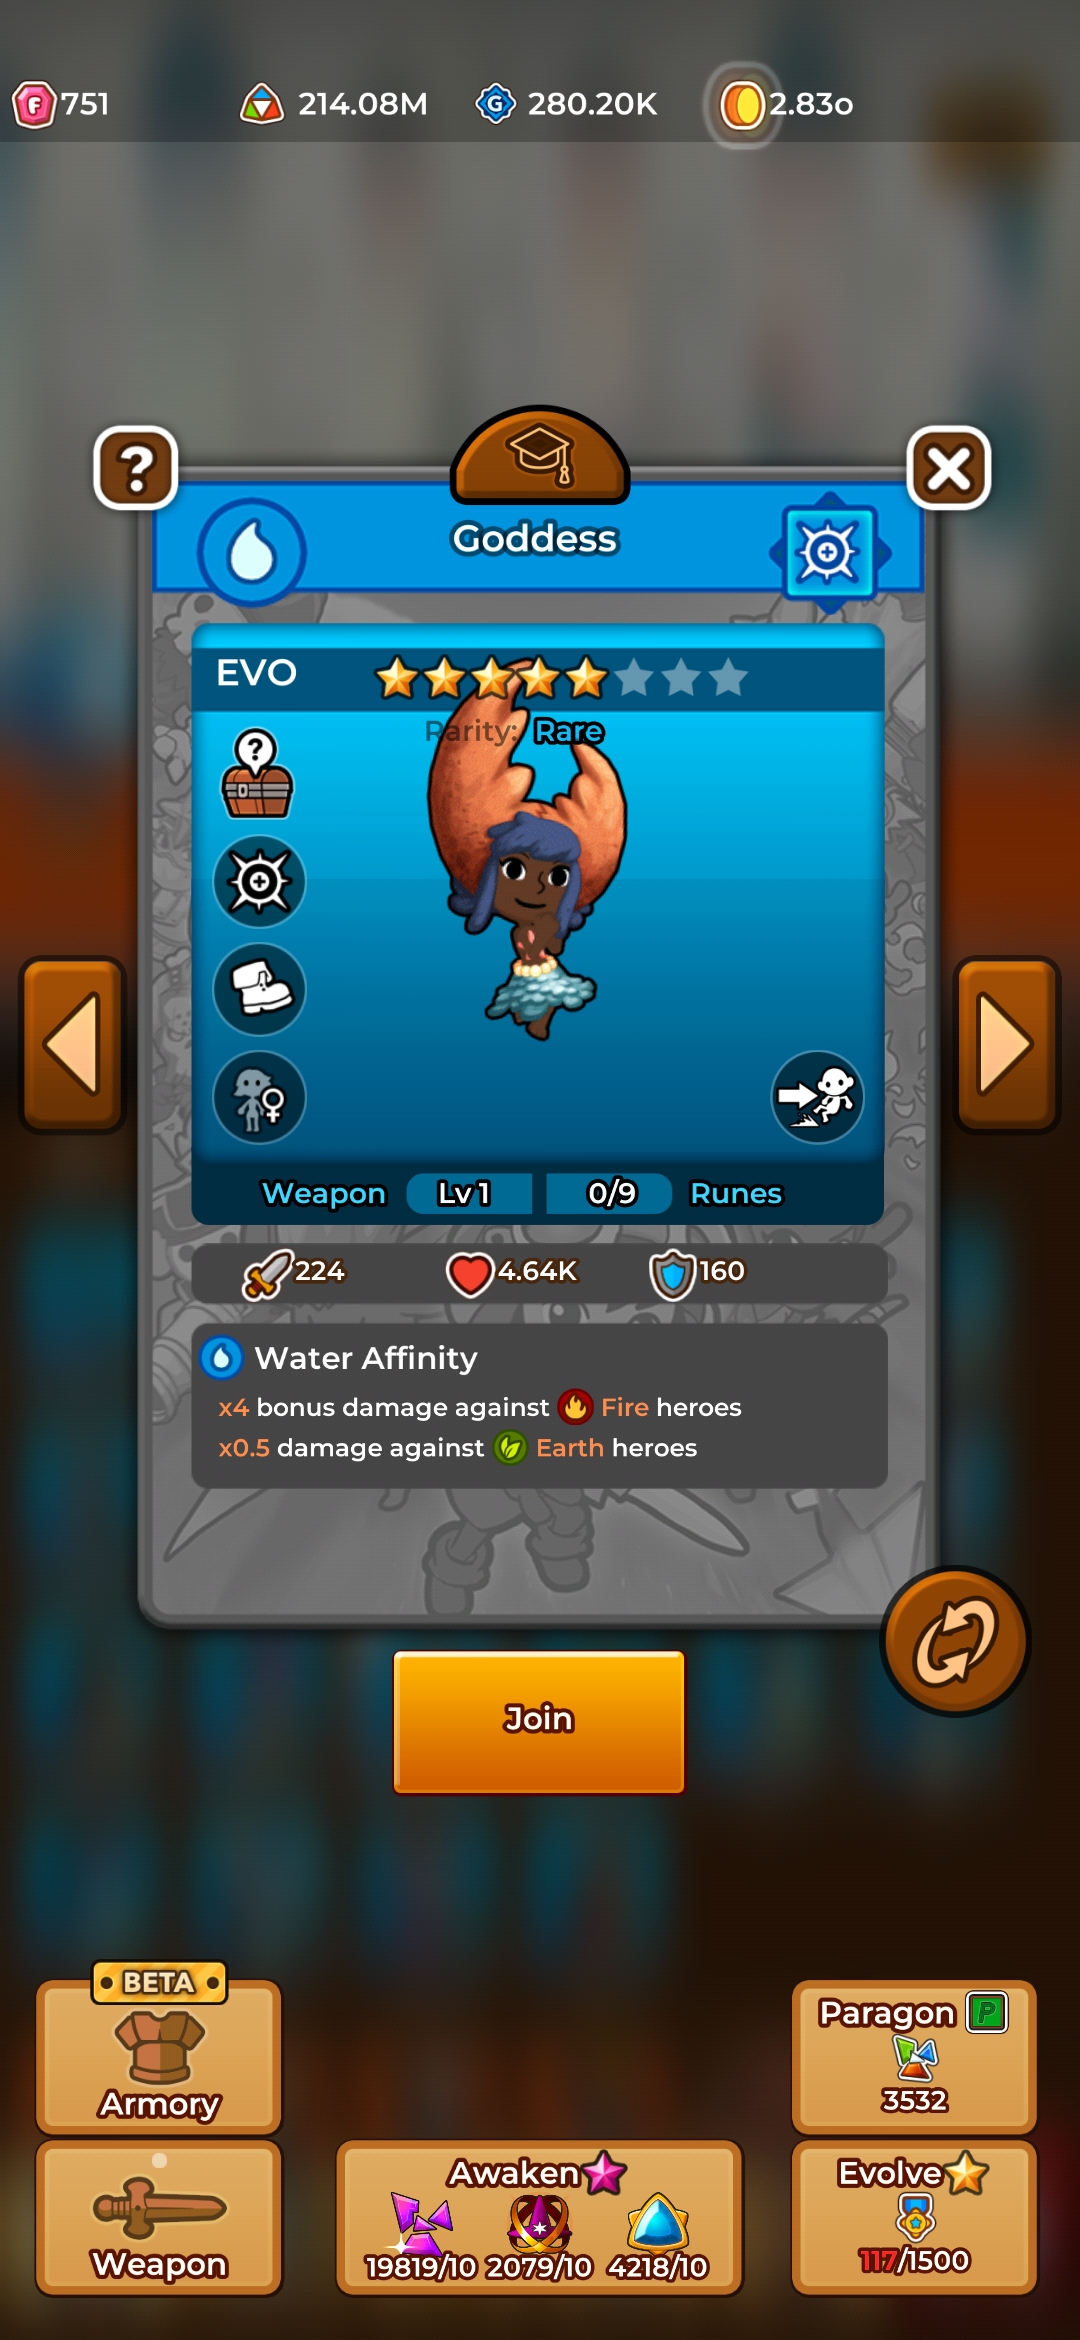 F 751 214.08M G 280.20K 2.83o
?
Goddess
EVO
Rarity: Rare
?
Weapon Lv 1 0/9 Runes
224 4.64K 160
Water Affinity
x4 bonus damage against Fire heroes
x0.5 damage against Earth heroes
Join
BETA
Armory
Paragon P
3532
Weapon
Awaken
19819/10 2079/10 4218/10
Evolve
117/1500